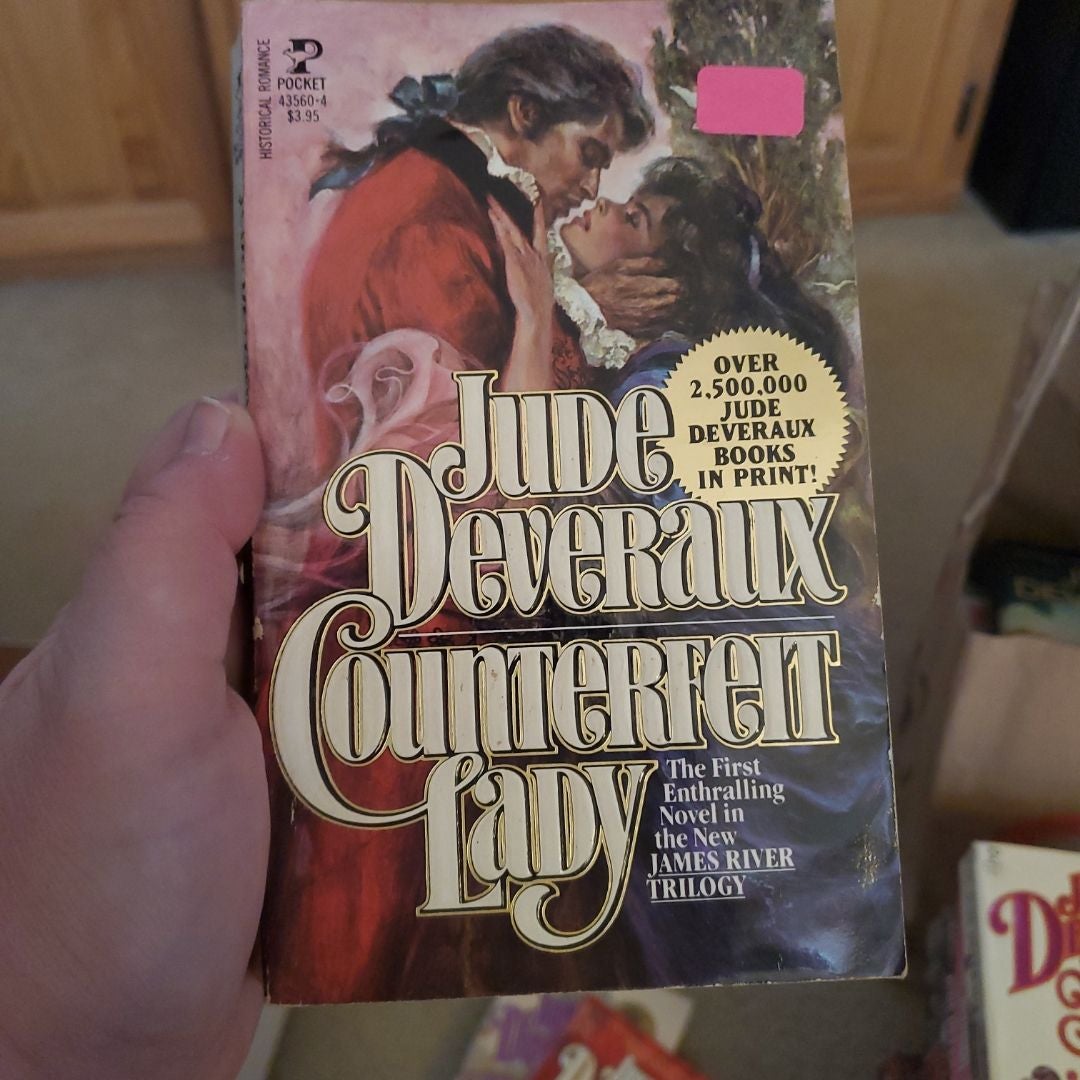 HISTORICAL ROMANCE
P
POCKET
43560-4
$3.95
OVER
2,500,000
JUDE
DEVERAUX
BOOKS
IN PRINT!
Jude
Deveraux
Counterfeit
Lady
The First
Enthralling
Novel in
the New
JAMES RIVER
TRILOGY